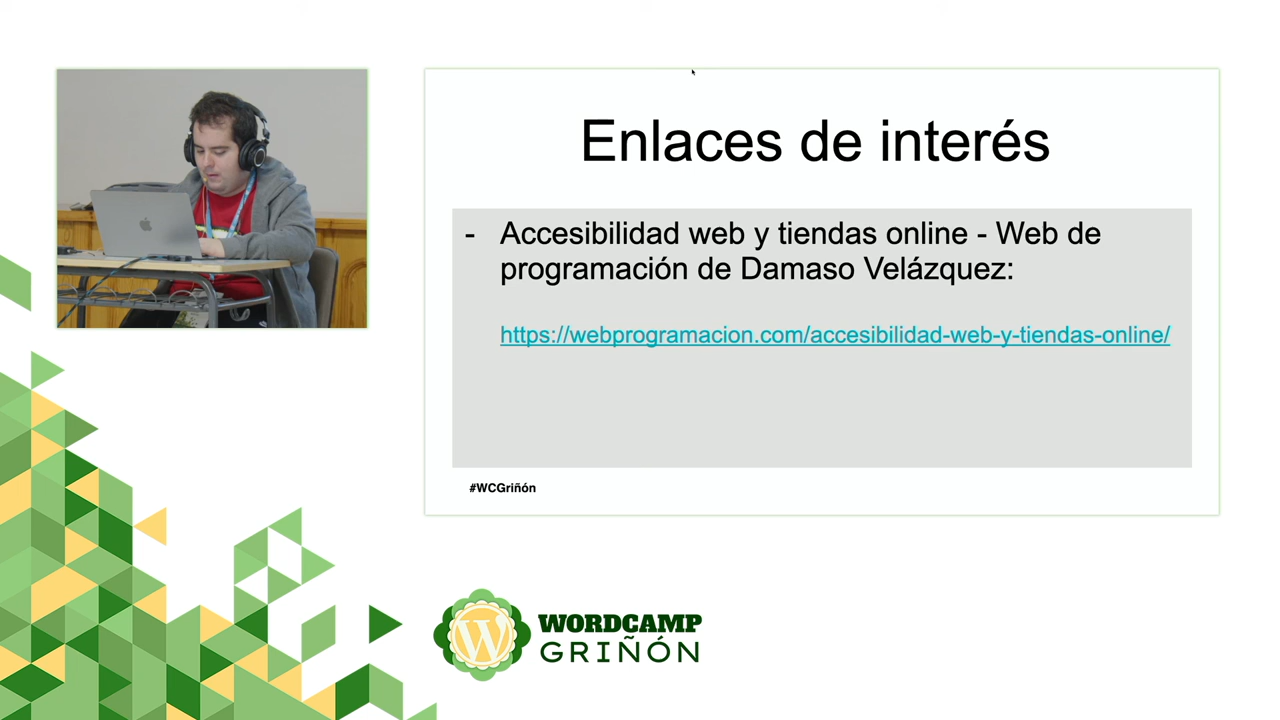 Enlaces de interés
- Accesibilidad web y tiendas online - Web de
programación de Damaso Velázquez:
https://webprogramacion.com/accesibilidad-web-y-tiendas-online/
#WCGriñón
WORDCAMP
GRIÑÓN